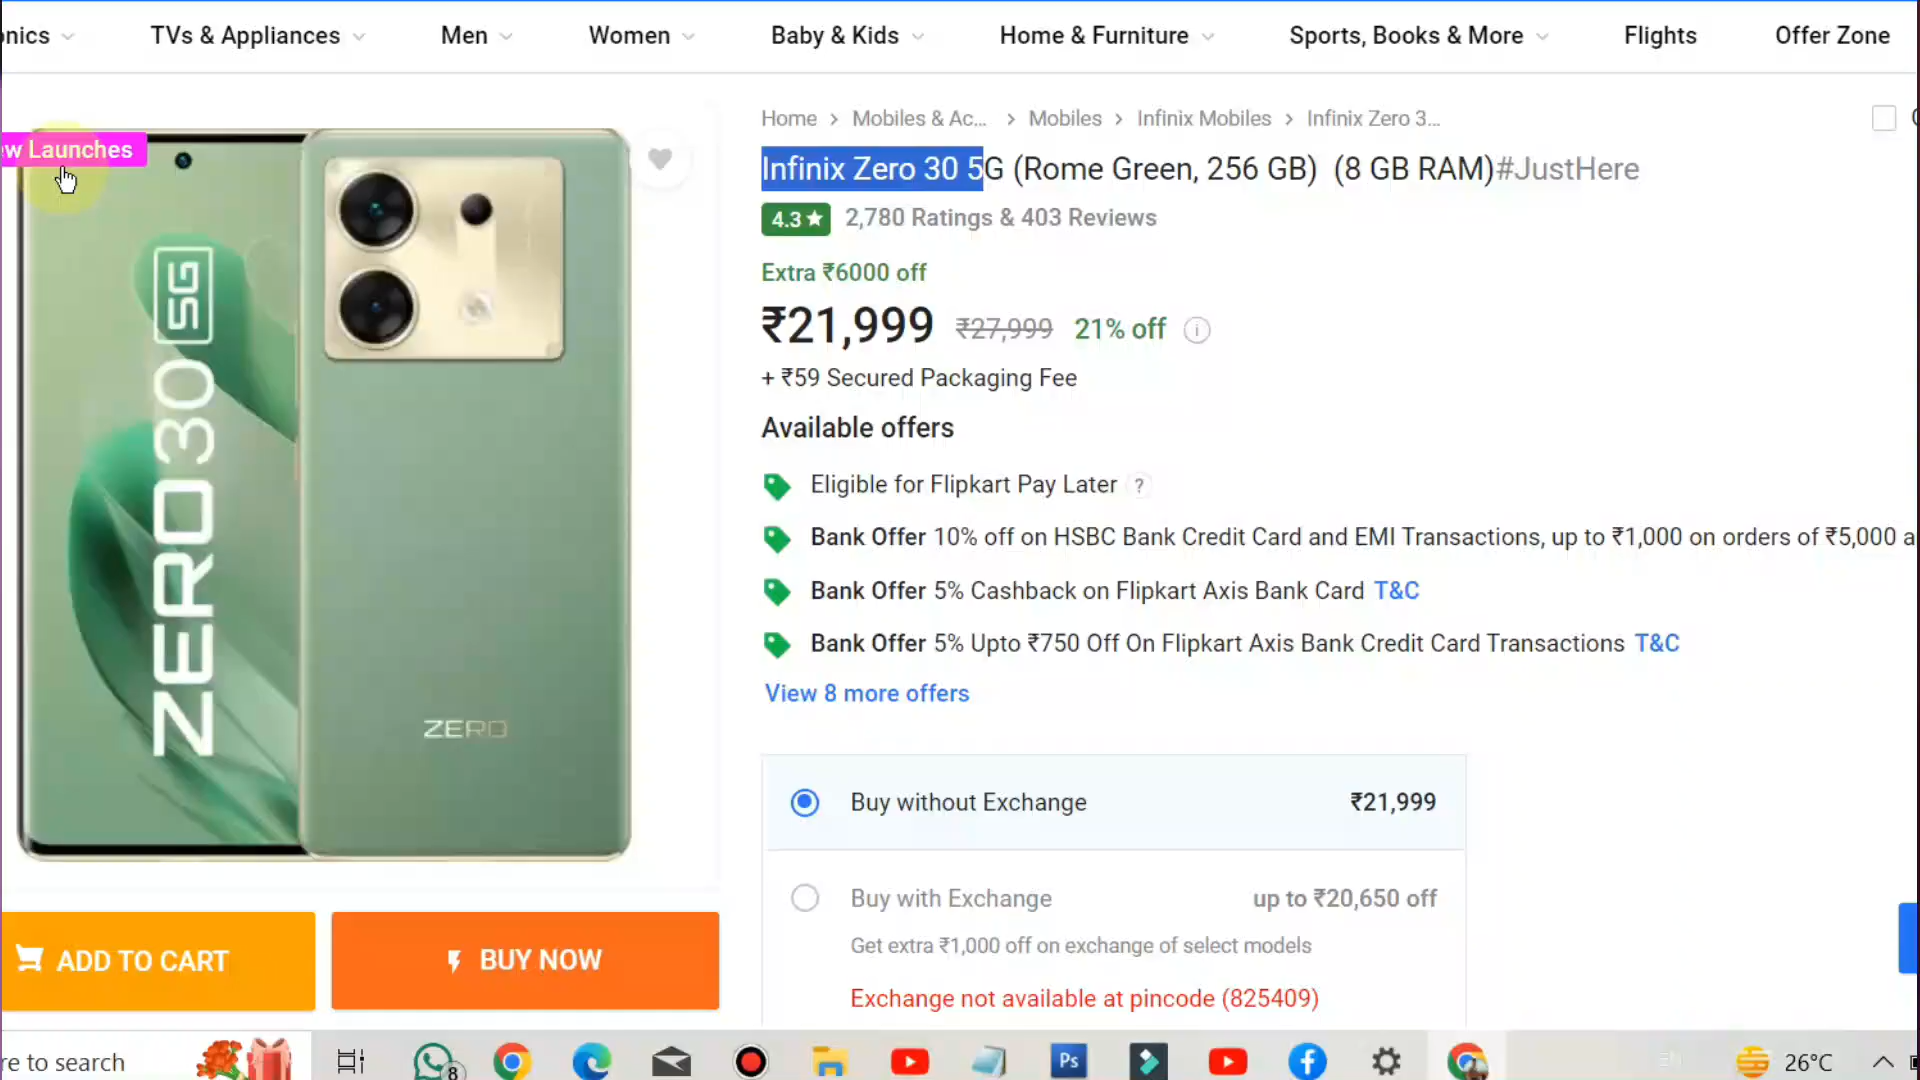 nics
TVs & Appliances
Men
Women
Baby & Kids
Home & Furniture
Sports, Books & More
Flights
Offer Zone
Home > Mobiles & Ac... > Mobiles > Infinix Mobiles > Infinix Zero 3...
ew Launches
ZERO 30 5G
ZERO
Infinix Zero 30 5G (Rome Green, 256 GB) (8 GB RAM)#JustHere
4.3★ 2,780 Ratings & 403 Reviews
Extra ₹6000 off
₹21,999 ₹27,999 21% off
+ ₹59 Secured Packaging Fee
Available offers
Eligible for Flipkart Pay Later ?
Bank Offer 10% off on HSBC Bank Credit Card and EMI Transactions, up to ₹1,000 on orders of ₹5,000 a
Bank Offer 5% Cashback on Flipkart Axis Bank Card T&C
Bank Offer 5% Upto ₹750 Off On Flipkart Axis Bank Credit Card Transactions T&C
View 8 more offers
Buy without Exchange ₹21,999
Buy with Exchange up to ₹20,650 off
Get extra ₹1,000 off on exchange of select models
Exchange not available at pincode (825409)
ADD TO CART
BUY NOW
re to search
8
Ps
26°C